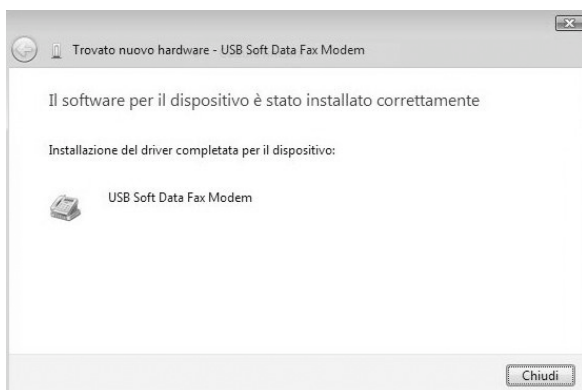 Trovato nuovo hardware - USB Soft Data Fax Modem
Il software per il dispositivo è stato installato correttamente
Installazione del driver completata per il dispositivo:
USB Soft Data Fax Modem
Chiudi